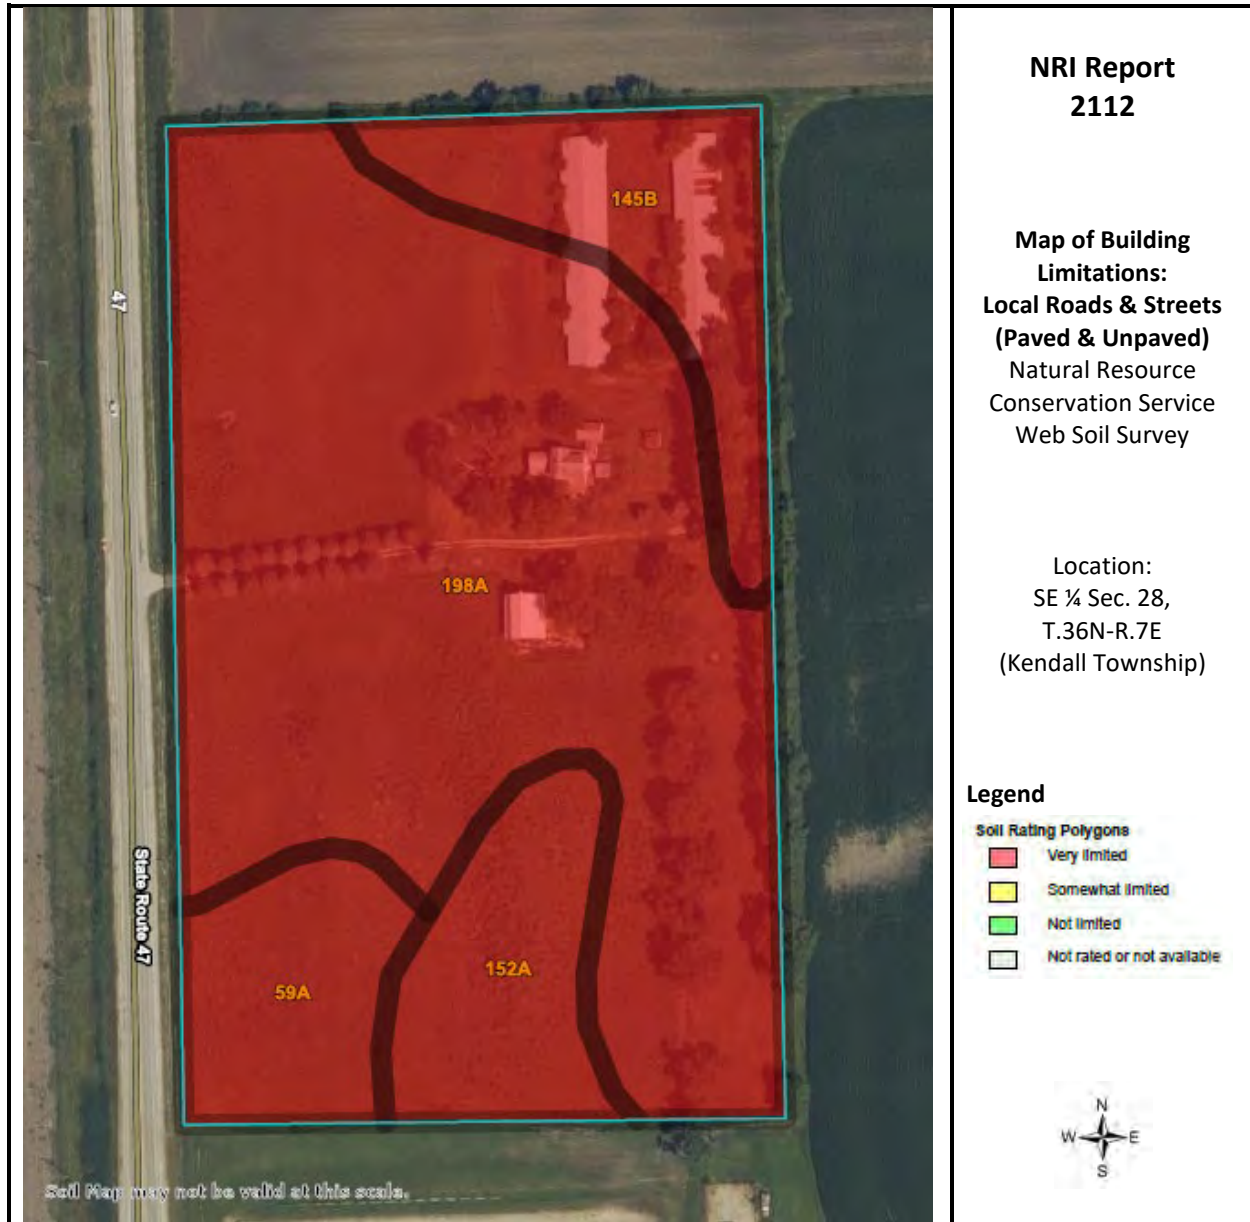 145B
47
198A
State Route 47
152A
59A
Soil Map may not be valid at this scale.
NRI Report
2112
Map of Building
Limitations:
Local Roads & Streets
(Paved & Unpaved)
Natural Resource
Conservation Service
Web Soil Survey
Location:
SE ¼ Sec. 28,
T.36N-R.7E
(Kendall Township)
Legend
Soil Rating Polygons
Very limited
Somewhat limited
Not limited
Not rated or not available
N
W E
S